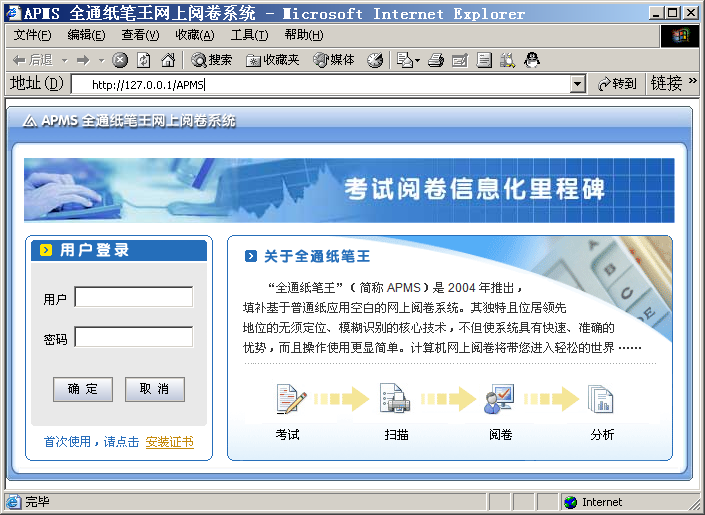 APMS 全通纸笔王网上阅卷系统 - Microsoft Internet Explorer
文件(F) 编辑(E) 查看(V) 收藏(A) 工具(T) 帮助(H)
后退 搜索 收藏夹 媒体
地址(D) http://127.0.0.1/APMS 转到 链接 »
APMS 全通纸笔王网上阅卷系统
考试阅卷信息化里程碑
用户登录
用户
密码
确 定 取 消
首次使用，请点击 安装证书
关于全通纸笔王
“全通纸笔王”（ 简称 APMS ）是 2004 年推出，
填补基于普通纸应用空白的网上阅卷系统。其独特且位居领先
地位的无须定位、模糊识别的核心技术，不但使系统具有快速、准确的
优势，而且操作使用更显简单。计算机网上阅卷将带您进入轻松的世界 ……
考试 扫描 阅卷 分析
C
E
完毕 Internet